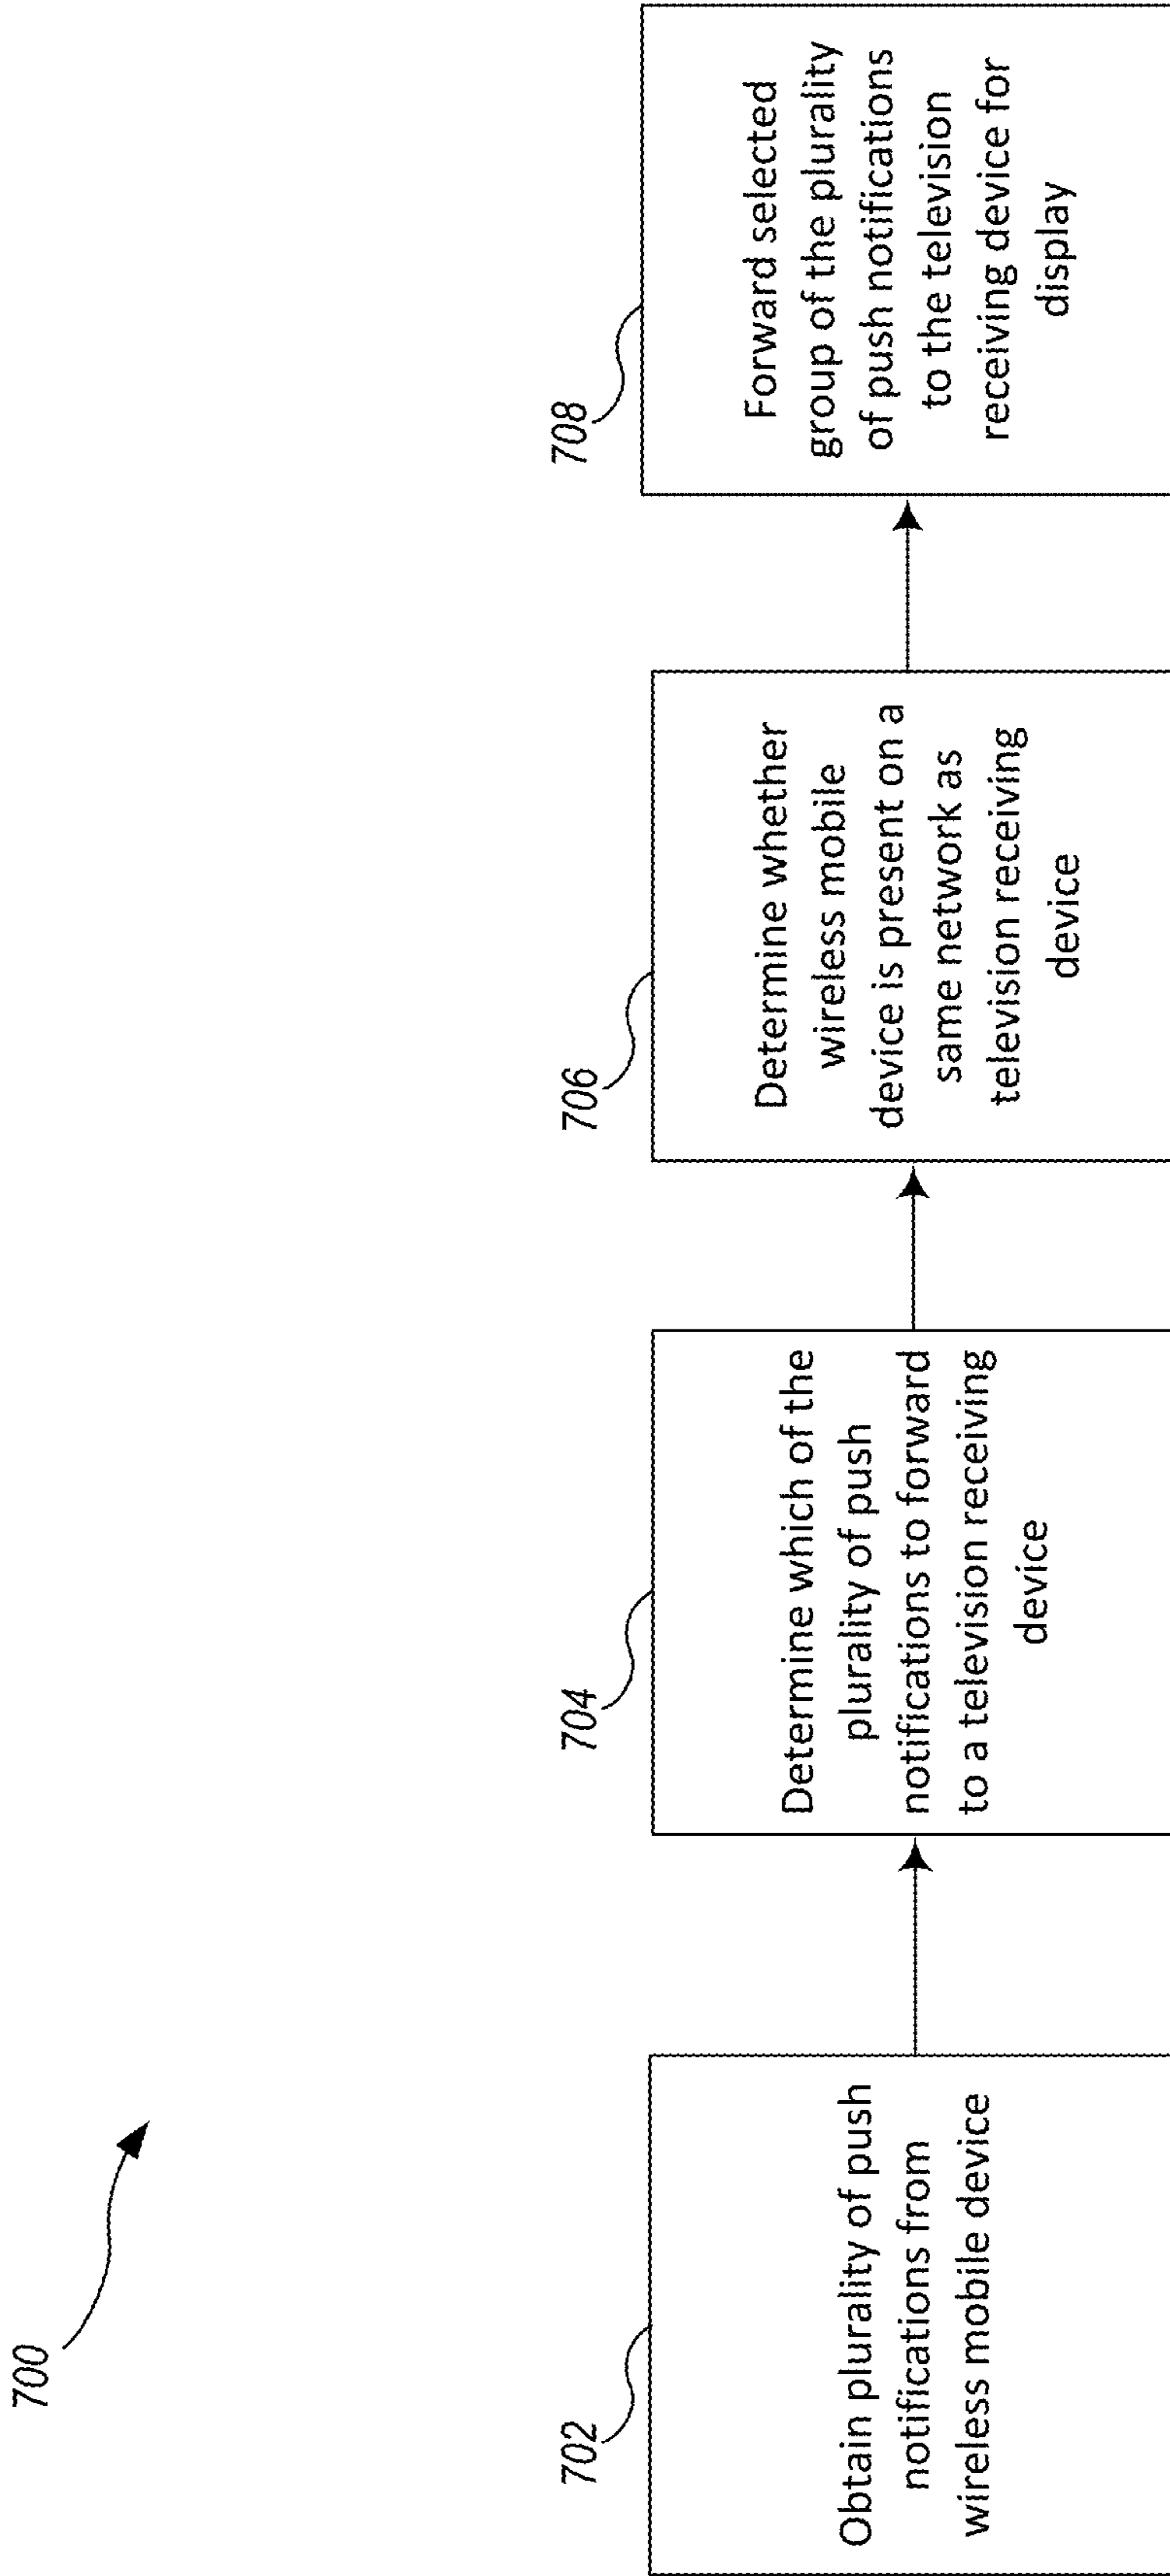 700
702
Obtain plurality of push
notifications from
wireless mobile device
704
Determine which of the
plurality of push
notifications to forward
to a television receiving
device
706
Determine whether
wireless mobile
device is present on a
same network as
television receiving
device
708
Forward selected
group of the plurality
of push notifications
to the television
receiving device for
display